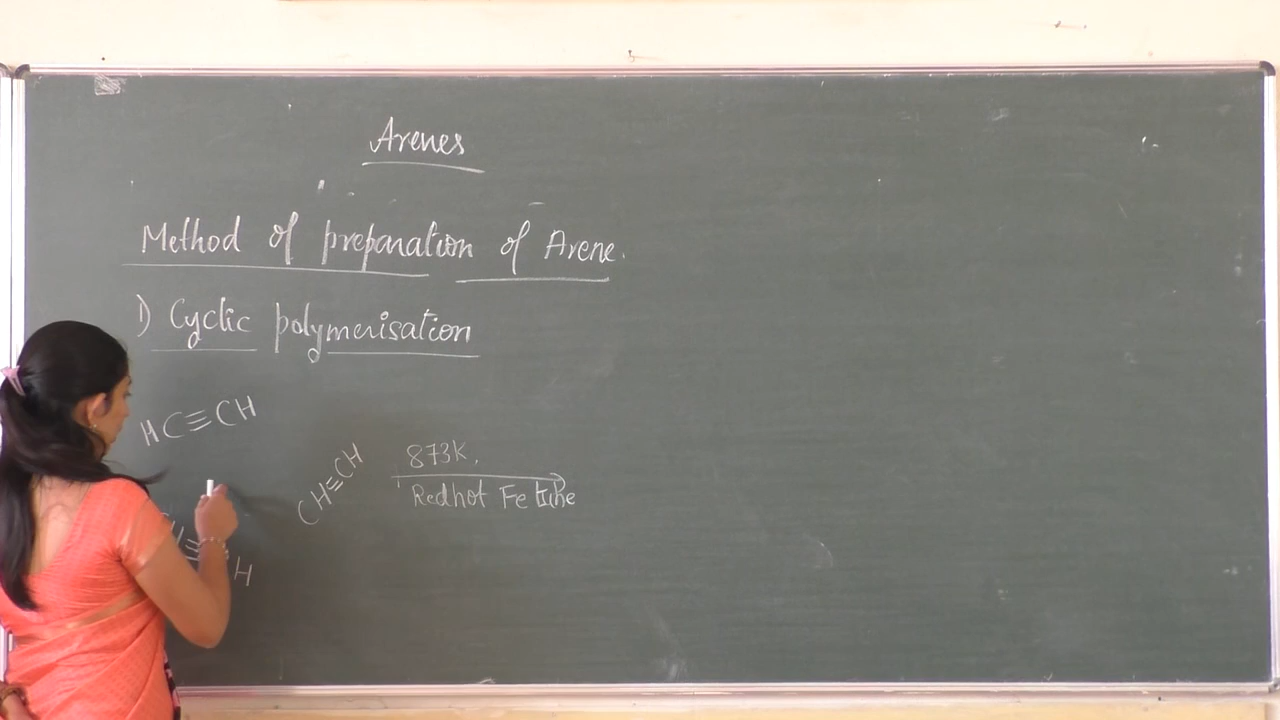 Arenes
Method of preparation of Arene.
1) Cyclic polymerisation
HC≡CH
CH≡CH
873K,
Redhot Fe tube